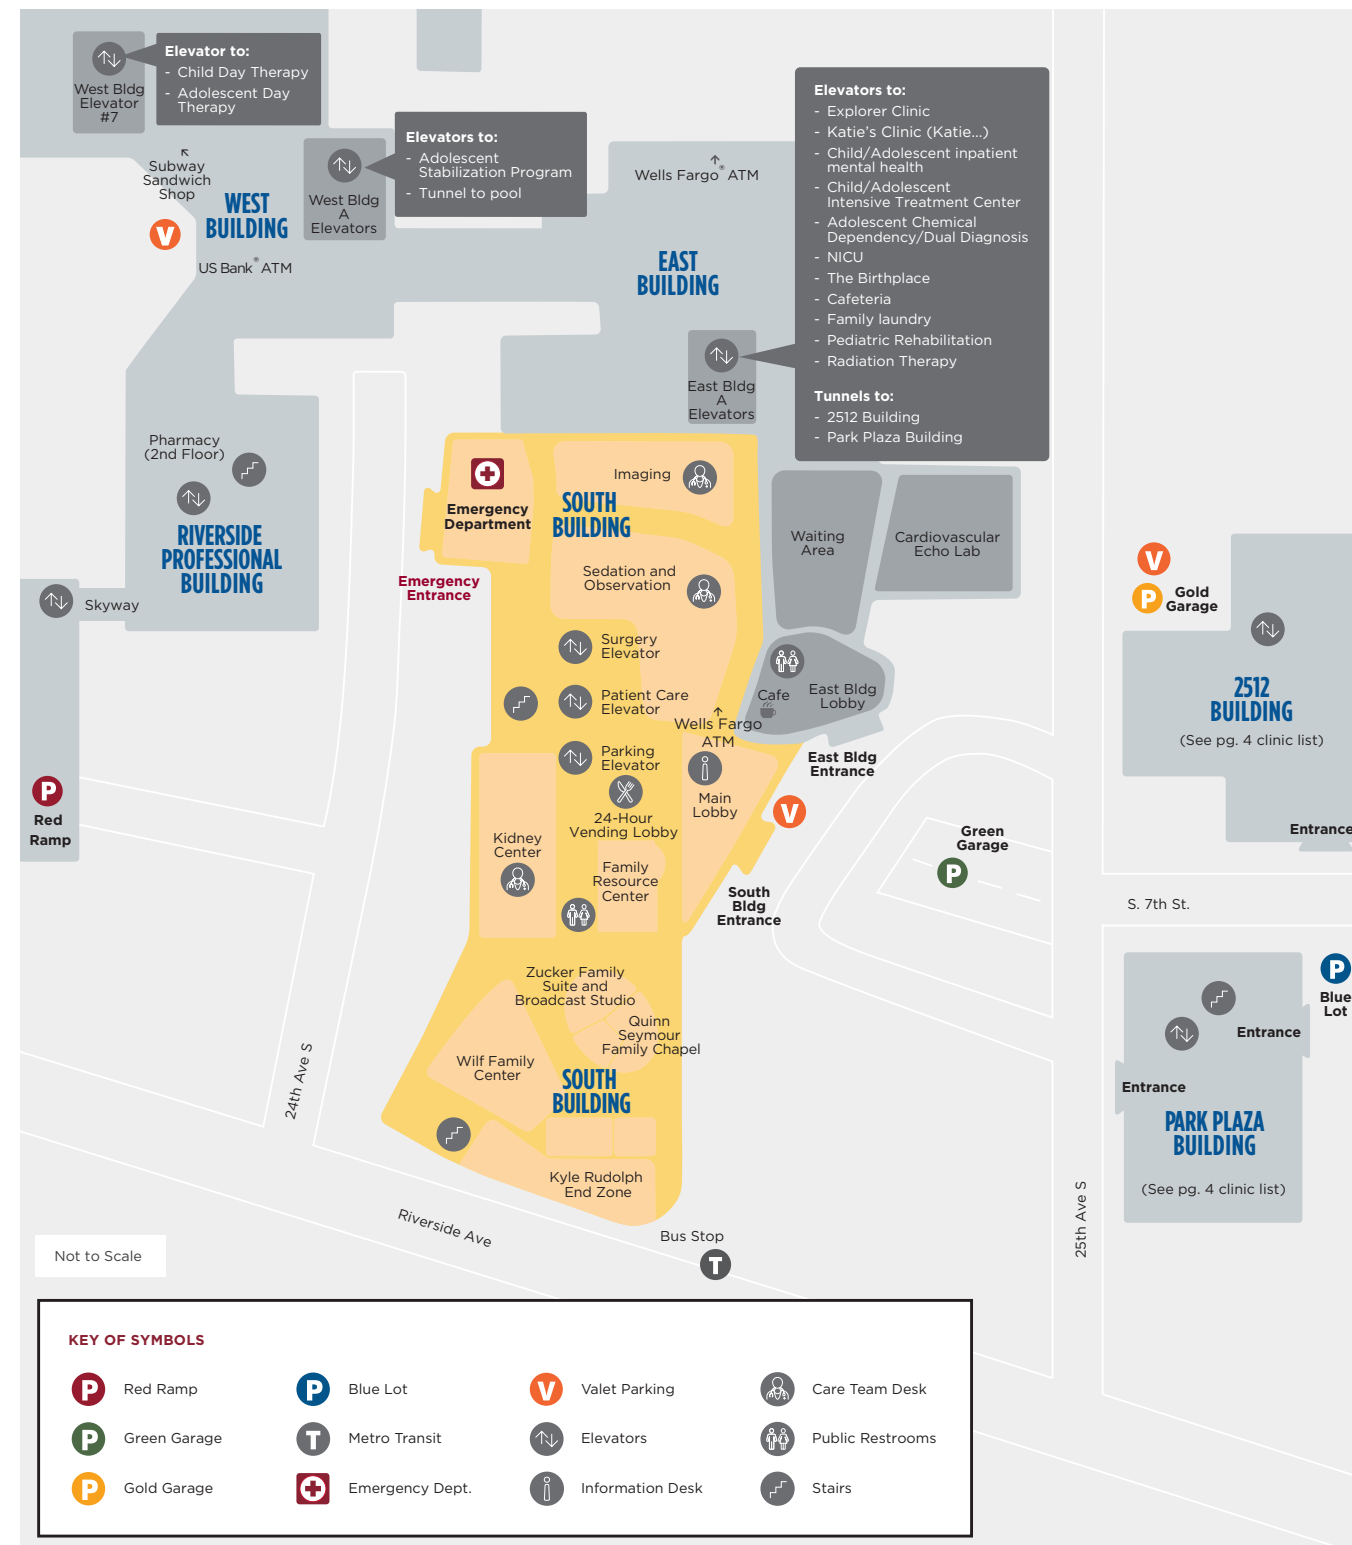 Elevator to:
- Child Day Therapy
- Adolescent Day
Therapy
West Bldg
Elevator
#7
Elevators to:
- Adolescent
Stabilization Program
- Tunnel to pool
West Bldg
A
Elevators
Subway
Sandwich
Shop
WEST
BUILDING
V
US Bank® ATM
Wells Fargo® ATM
EAST
BUILDING
Elevators to:
- Explorer Clinic
- Katie's Clinic (Katie...)
- Child/Adolescent inpatient
mental health
- Child/Adolescent
Intensive Treatment Center
- Adolescent Chemical
Dependency/Dual Diagnosis
- NICU
- The Birthplace
- Cafeteria
- Family laundry
- Pediatric Rehabilitation
- Radiation Therapy
Tunnels to:
- 2512 Building
- Park Plaza Building
East Bldg
A
Elevators
Pharmacy
(2nd Floor)
RIVERSIDE
PROFESSIONAL
BUILDING
Skyway
P
Red
Ramp
Emergency
Department
Emergency
Entrance
Imaging
SOUTH
BUILDING
Sedation and
Observation
Surgery
Elevator
Patient Care
Elevator
Parking
Elevator
24-Hour
Vending Lobby
Wells Fargo
ATM
Main
Lobby
Waiting
Area
Cardiovascular
Echo Lab
Cafe
East Bldg
Lobby
East Bldg
Entrance
V
South
Bldg
Entrance
Kidney
Center
Family
Resource
Center
Zucker Family
Suite and
Broadcast Studio
Quinn
Seymour
Family Chapel
Wilf Family
Center
SOUTH
BUILDING
Kyle Rudolph
End Zone
Green
Garage
P
V
P
Gold
Garage
2512
BUILDING
(See pg. 4 clinic list)
Entrance
S. 7th St.
P
Blue
Lot
Entrance
Entrance
PARK PLAZA
BUILDING
(See pg. 4 clinic list)
24th Ave S
25th Ave S
Riverside Ave
Bus Stop
T
Not to Scale
KEY OF SYMBOLS
P Red Ramp
P Blue Lot
V Valet Parking
Care Team Desk
P Green Garage
T Metro Transit
Elevators
Public Restrooms
P Gold Garage
Emergency Dept.
Information Desk
Stairs